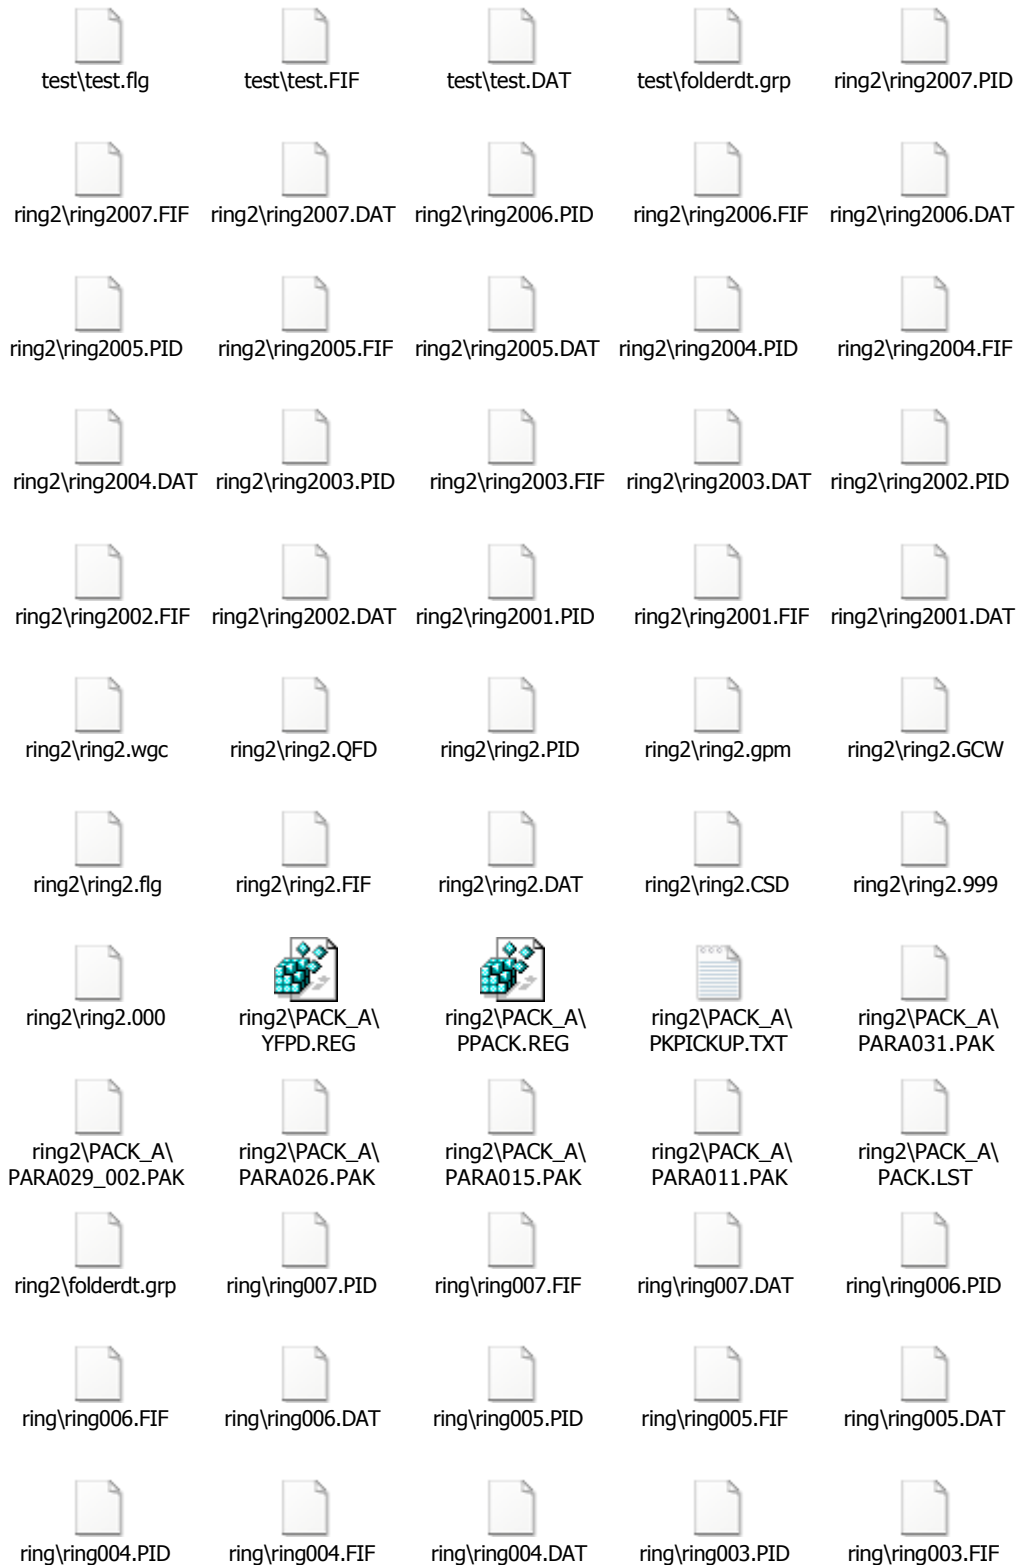 test\test.flg test\test.FIF test\test.DAT test\folderdt.grp ring2\ring2007.PID
ring2\ring2007.FIF ring2\ring2007.DAT ring2\ring2006.PID ring2\ring2006.FIF ring2\ring2006.DAT
ring2\ring2005.PID ring2\ring2005.FIF ring2\ring2005.DAT ring2\ring2004.PID ring2\ring2004.FIF
ring2\ring2004.DAT ring2\ring2003.PID ring2\ring2003.FIF ring2\ring2003.DAT ring2\ring2002.PID
ring2\ring2002.FIF ring2\ring2002.DAT ring2\ring2001.PID ring2\ring2001.FIF ring2\ring2001.DAT
ring2\ring2.wgc ring2\ring2.QFD ring2\ring2.PID ring2\ring2.gpm ring2\ring2.GCW
ring2\ring2.flg ring2\ring2.FIF ring2\ring2.DAT ring2\ring2.CSD ring2\ring2.999
ring2\ring2.000 ring2\PACK_A\ ring2\PACK_A\ ring2\PACK_A\ ring2\PACK_A\
YFPD.REG PPACK.REG PKPICKUP.TXT PARA031.PAK
ring2\PACK_A\ ring2\PACK_A\ ring2\PACK_A\ ring2\PACK_A\ ring2\PACK_A\
PARA029_002.PAK PARA026.PAK PARA015.PAK PARA011.PAK PACK.LST
ring2\folderdt.grp ring\ring007.PID ring\ring007.FIF ring\ring007.DAT ring\ring006.PID
ring\ring006.FIF ring\ring006.DAT ring\ring005.PID ring\ring005.FIF ring\ring005.DAT
ring\ring004.PID ring\ring004.FIF ring\ring004.DAT ring\ring003.PID ring\ring003.FIF